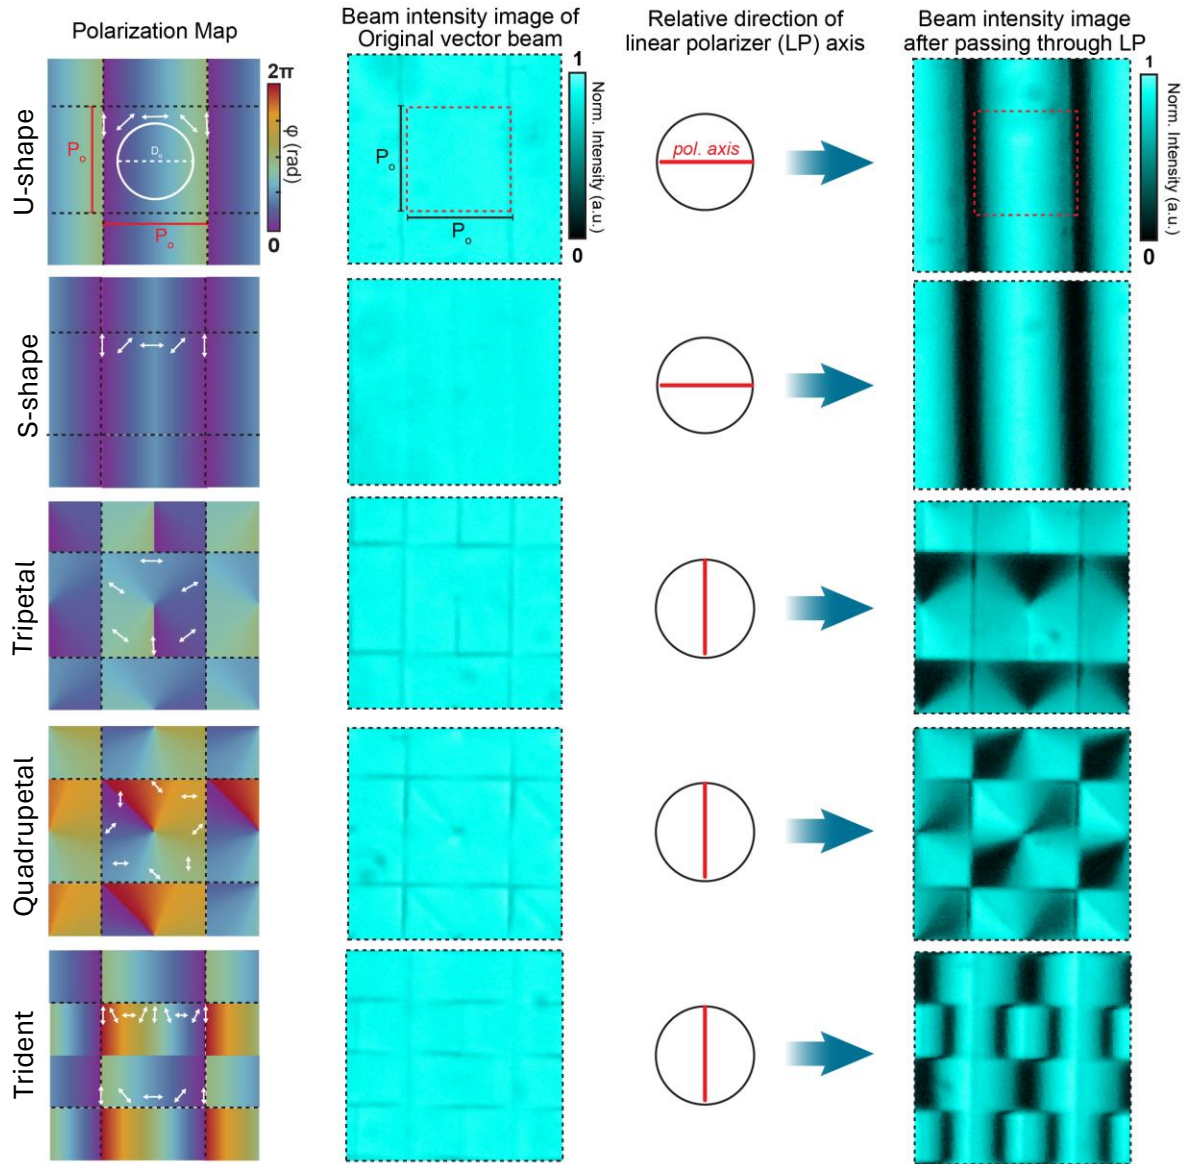 Polarization Map
Beam intensity image of
Original vector beam
Relative direction of
linear polarizer (LP) axis
Beam intensity image
after passing through LP
U-shape
Pₒ
Dₒ
Pₒ
2π
φ (rad)
0
Pₒ
Pₒ
1
Norm. Intensity (a.u.)
0
pol. axis
1
Norm. Intensity (a.u.)
0
S-shape
Tripetal
Quadrupetal
Trident